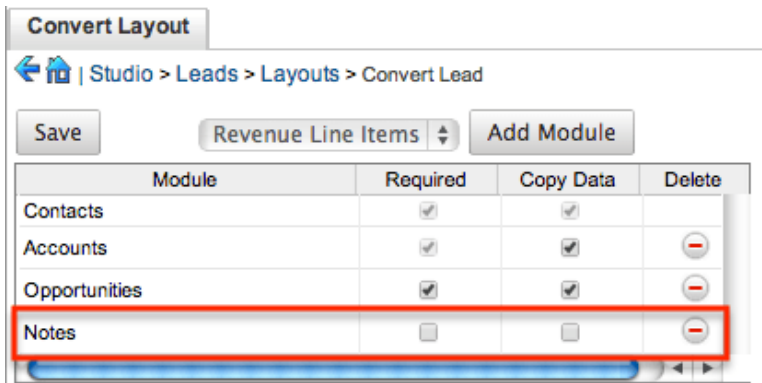 Convert Layout
| Studio > Leads > Layouts > Convert Lead
Save Revenue Line Items Add Module
Module Required Copy Data Delete
Contacts
Accounts
Opportunities
Notes